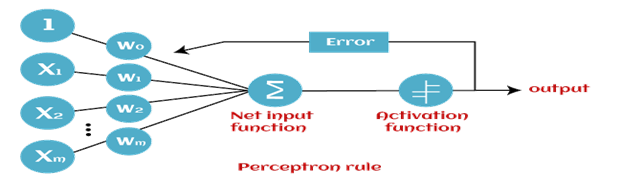 1
X1
X2
Xm
W0
W1
W2
Wm
Error
Σ
Net input
function
Activation
function
output
Perceptron rule